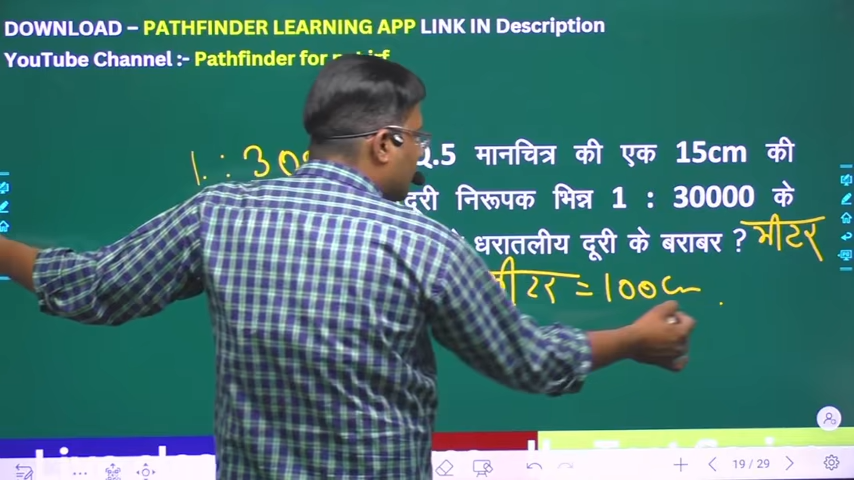 DOWNLOAD – PATHFINDER LEARNING APP LINK IN Description
YouTube Channel :- Pathfinder for
1 : 30
Q.5 मानचित्र की एक 15cm की
दूरी निरूपक भिन्न 1 : 30000 के
धरातलीय दूरी के बराबर ? मीटर
मीटर = 100cm
19 / 29